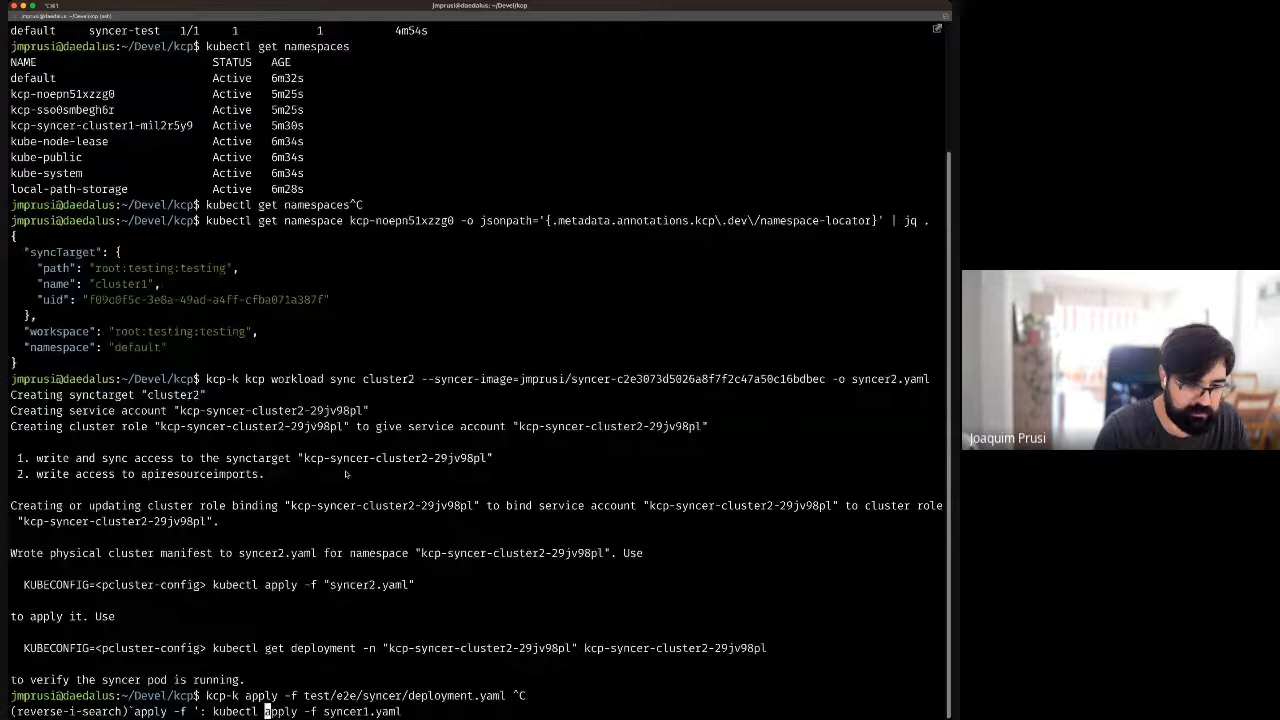 ⌥⌘1
jmprusi@daedalus:~/Devel/kcp
jmprusi@daedalus:~/Devel/kcp (ssh)
default     syncer-test   1/1     1            1           4m54s
jmprusi@daedalus:~/Devel/kcp$ kubectl get namespaces
NAME                          STATUS   AGE
default                       Active   6m32s
kcp-noepn51xzzg0              Active   5m25s
kcp-sso0smbegh6r              Active   5m25s
kcp-syncer-cluster1-mil2r5y9   Active   5m30s
kube-node-lease               Active   6m34s
kube-public                   Active   6m34s
kube-system                   Active   6m34s
local-path-storage            Active   6m28s
jmprusi@daedalus:~/Devel/kcp$ kubectl get namespaces^C
jmprusi@daedalus:~/Devel/kcp$ kubectl get namespace kcp-noepn51xzzg0 -o jsonpath='{.metadata.annotations.kcp\.dev\/namespace-locator}' | jq .
{
  "syncTarget": {
    "path": "root:testing:testing",
    "name": "cluster1",
    "uid": "f09c0f5c-3e8a-49ad-a4ff-cfba071a387f"
  },
  "workspace": "root:testing:testing",
  "namespace": "default"
}
jmprusi@daedalus:~/Devel/kcp$ kcp-k kcp workload sync cluster2 --syncer-image=jmprusi/syncer-c2e3073d5026a8f7f2c47a50c16bdbec -o syncer2.yaml
Creating synctarget "cluster2"
Creating service account "kcp-syncer-cluster2-29jv98pl"
Creating cluster role "kcp-syncer-cluster2-29jv98pl" to give service account "kcp-syncer-cluster2-29jv98pl"
 1. write and sync access to the synctarget "kcp-syncer-cluster2-29jv98pl"
 2. write access to apiresourceimports.
Creating or updating cluster role binding "kcp-syncer-cluster2-29jv98pl" to bind service account "kcp-syncer-cluster2-29jv98pl" to cluster role
 "kcp-syncer-cluster2-29jv98pl".
Wrote physical cluster manifest to syncer2.yaml for namespace "kcp-syncer-cluster2-29jv98pl". Use
  KUBECONFIG=<pcluster-config> kubectl apply -f "syncer2.yaml"
to apply it. Use
  KUBECONFIG=<pcluster-config> kubectl get deployment -n "kcp-syncer-cluster2-29jv98pl" kcp-syncer-cluster2-29jv98pl
to verify the syncer pod is running.
jmprusi@daedalus:~/Devel/kcp$ kcp-k apply -f test/e2e/syncer/deployment.yaml ^C
(reverse-i-search)`apply -f ': kubectl apply -f syncer1.yaml
Joaquim Prusi